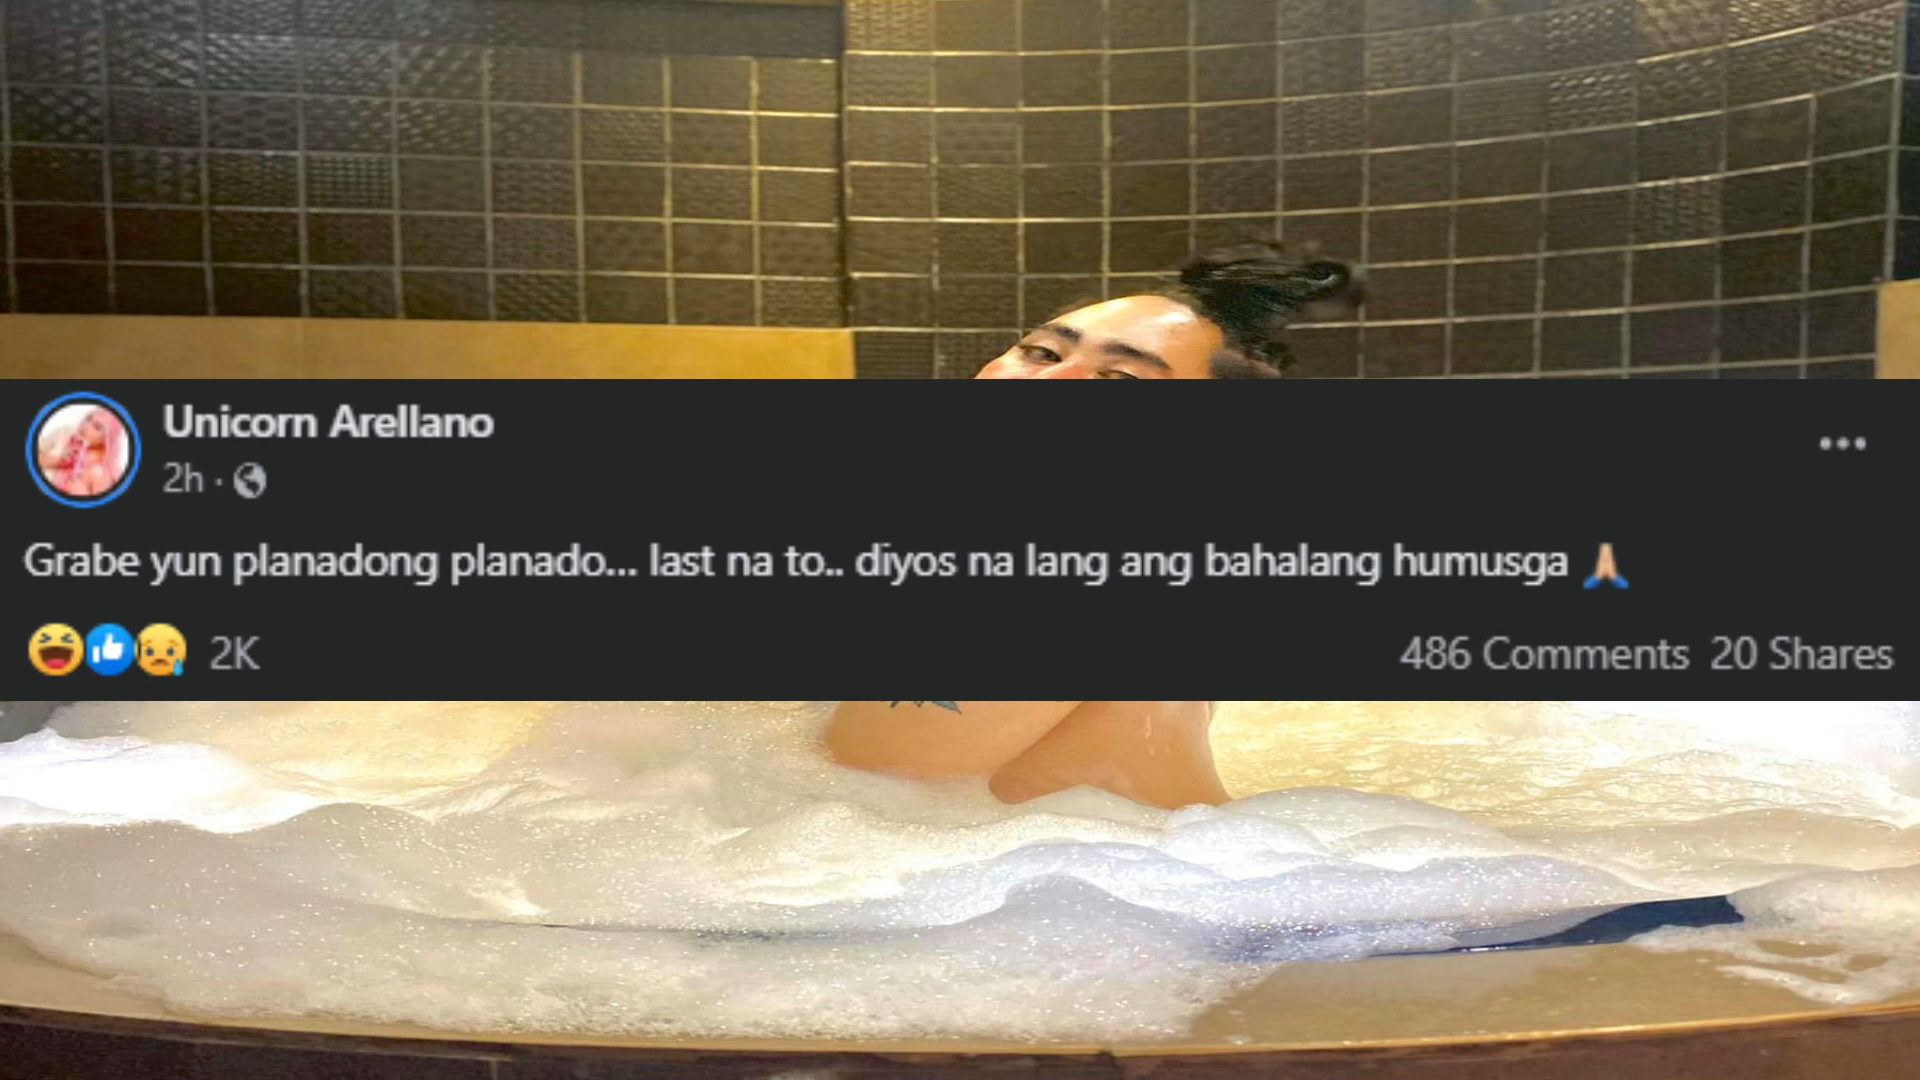 Unicorn Arellano
2h ·
Grabe yun planadong planado... last na to.. diyos na lang ang bahalang humusga 🙏🏼
2K
486 Comments 20 Shares